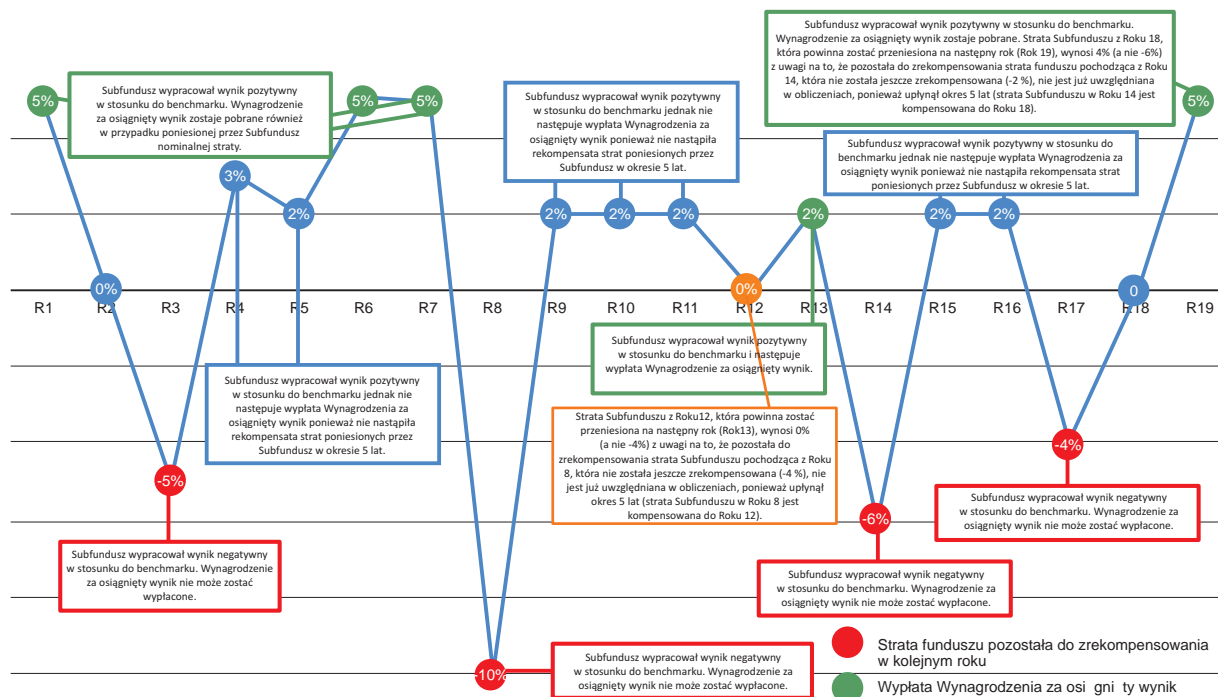 Subfundusz wypracował wynik pozytywny
w stosunku do benchmarku. Wynagrodzenie
za osiągnięty wynik zostaje pobrane również
w przypadku poniesionej przez Subfundusz
nominalnej straty.
Subfundusz wypracował wynik pozytywny
w stosunku do benchmarku jednak nie
następuje wypłata Wynagrodzenia za
osiągnięty wynik ponieważ nie nastąpiła
rekompensata strat poniesionych przez
Subfundusz w okresie 5 lat.
Subfundusz wypracował wynik pozytywny w stosunku do benchmarku.
Wynagrodzenie za osiągnięty wynik zostaje pobrane. Strata Subfunduszu z Roku 18,
która powinna zostać przeniesiona na następny rok (Rok 19), wynosi 4% (a nie -6%)
z uwagi na to, że pozostała do zrekompensowania strata funduszu pochodząca z Roku
14, która nie została jeszcze zrekompensowana (-2 %), nie jest już uwzględniana
w obliczeniach, ponieważ upłynął okres 5 lat (strata Subfunduszu w Roku 14 jest
kompensowana do Roku 18).
Subfundusz wypracował wynik pozytywny w stosunku do
benchmarku jednak nie następuje wypłata Wynagrodzenia za
osiągnięty wynik ponieważ nie nastąpiła rekompensata strat
poniesionych przez Subfundusz w okresie 5 lat.
5%
0%
-5%
3%
2%
5%
5%
-10%
2%
2%
2%
0%
2%
-6%
2%
2%
-4%
0
5%
R1
R2
R3
R4
R5
R6
R7
R8
R9
R10
R11
R12
R13
R14
R15
R16
R17
R18
R19
Subfundusz wypracował wynik pozytywny
w stosunku do benchmarku i następuje
wypłata Wynagrodzenie za osiągnięty wynik.
Subfundusz wypracował wynik pozytywny
w stosunku do benchmarku jednak nie
następuje wypłata Wynagrodzenia za
osiągnięty wynik ponieważ nie nastąpiła
rekompensata strat poniesionych przez
Subfundusz w okresie 5 lat.
Strata Subfunduszu z Roku12, która powinna zostać
przeniesiona na następny rok (Rok13), wynosi 0%
(a nie -4%) z uwagi na to, że pozostała do
zrekompensowania strata Subfunduszu pochodząca z Roku
8, która nie została jeszcze zrekompensowana (-4 %), nie
jest już uwzględniana w obliczeniach, ponieważ upłynął
okres 5 lat (strata Subfunduszu w Roku 8 jest
kompensowana do Roku 12).
Subfundusz wypracował wynik negatywny
w stosunku do benchmarku. Wynagrodzenie za
osiągnięty wynik nie może zostać wypłacone.
Subfundusz wypracował wynik negatywny
w stosunku do benchmarku. Wynagrodzenie
za osiągnięty wynik nie może zostać
wypłacone.
Subfundusz wypracował wynik negatywny
w stosunku do benchmarku. Wynagrodzenie za
osiągnięty wynik nie może zostać wypłacone.
Subfundusz wypracował wynik negatywny
w stosunku do benchmarku. Wynagrodzenie za
osiągnięty wynik nie może zostać wypłacone.
Strata funduszu pozostała do zrekompensowania
w kolejnym roku
Wypłata Wynagrodzenia za osi gni ty wynik